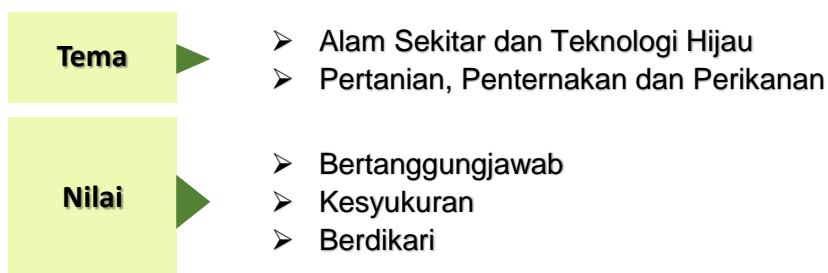 Tema
➢ Alam Sekitar dan Teknologi Hijau
➢ Pertanian, Penternakan dan Perikanan
Nilai
➢ Bertanggungjawab
➢ Kesyukuran
➢ Berdikari